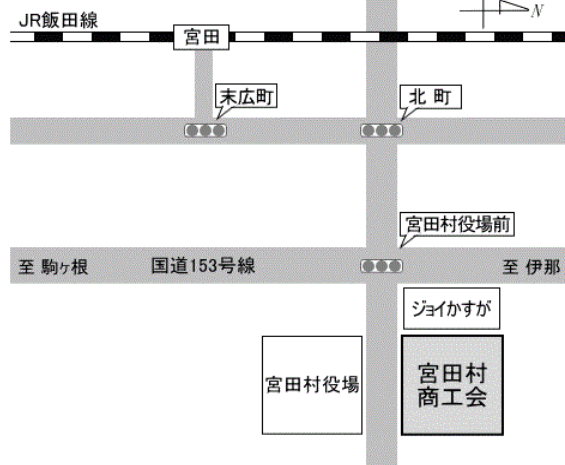 JR飯田線
N
宮田
末広町
北町
宮田村役場前
至 駒ヶ根
国道153号線
至 伊那
ジョイかすが
宮田村役場
宮田村
商工会